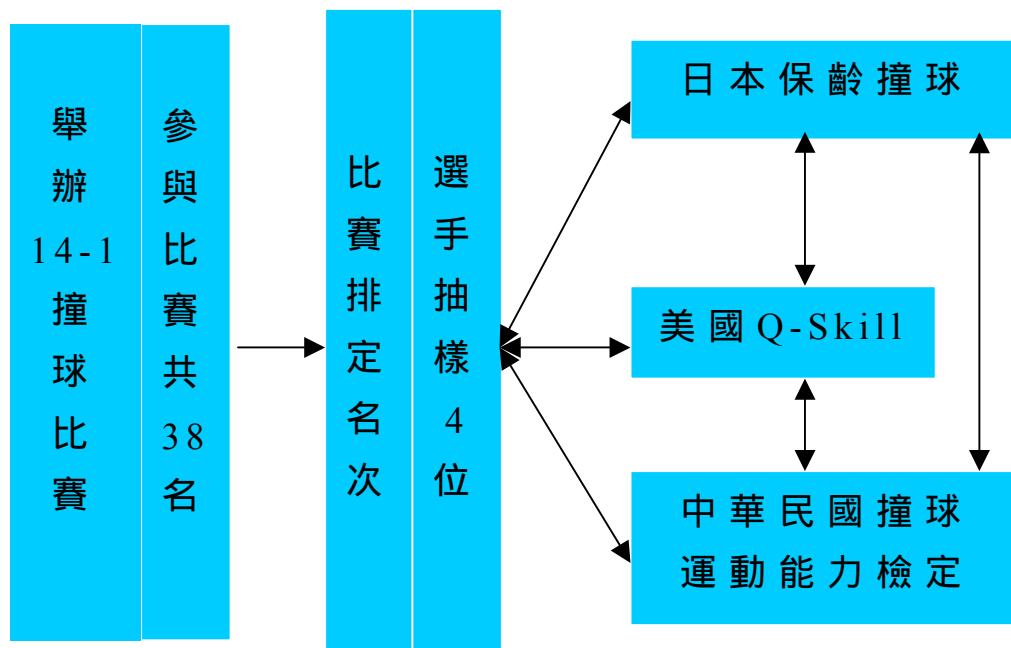 舉辦14-1撞球比賽
參與比賽共38名
比賽排定名次
選手抽樣4位
日本保齡撞球
美國Q-Skill
中華民國撞球
運動能力檢定